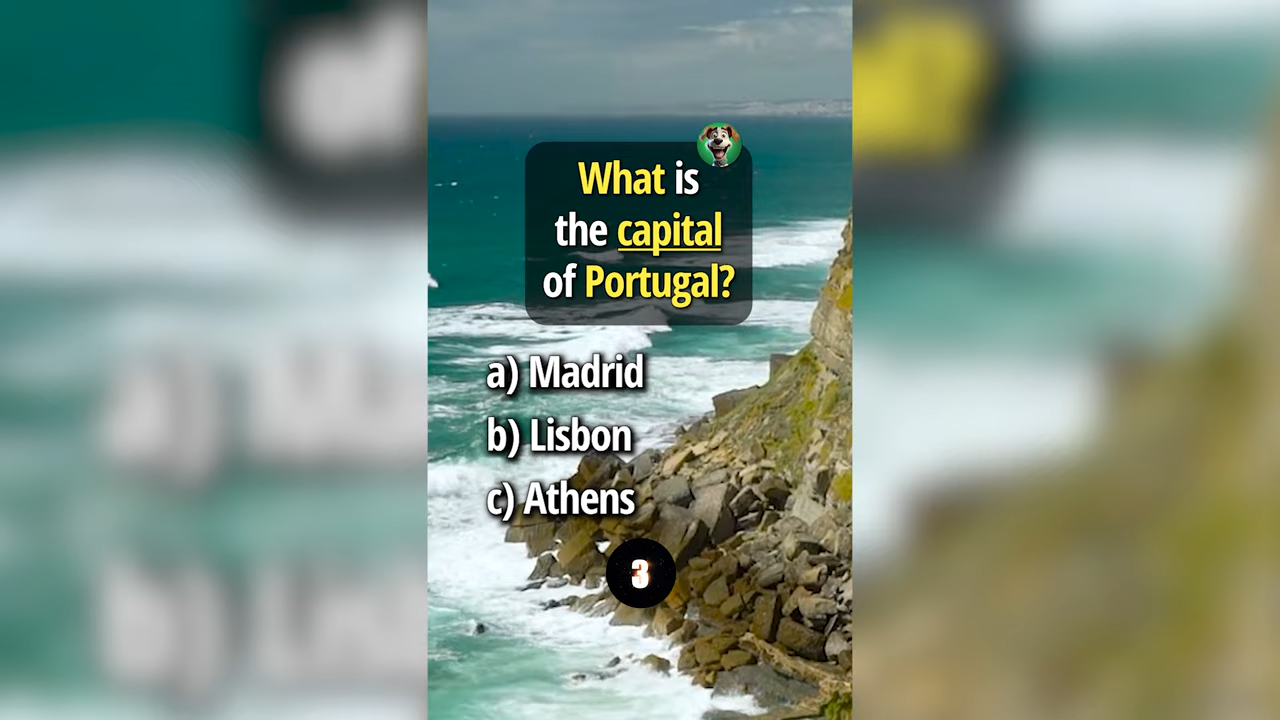 What is
the capital
of Portugal?
a) Madrid
b) Lisbon
c) Athens
3